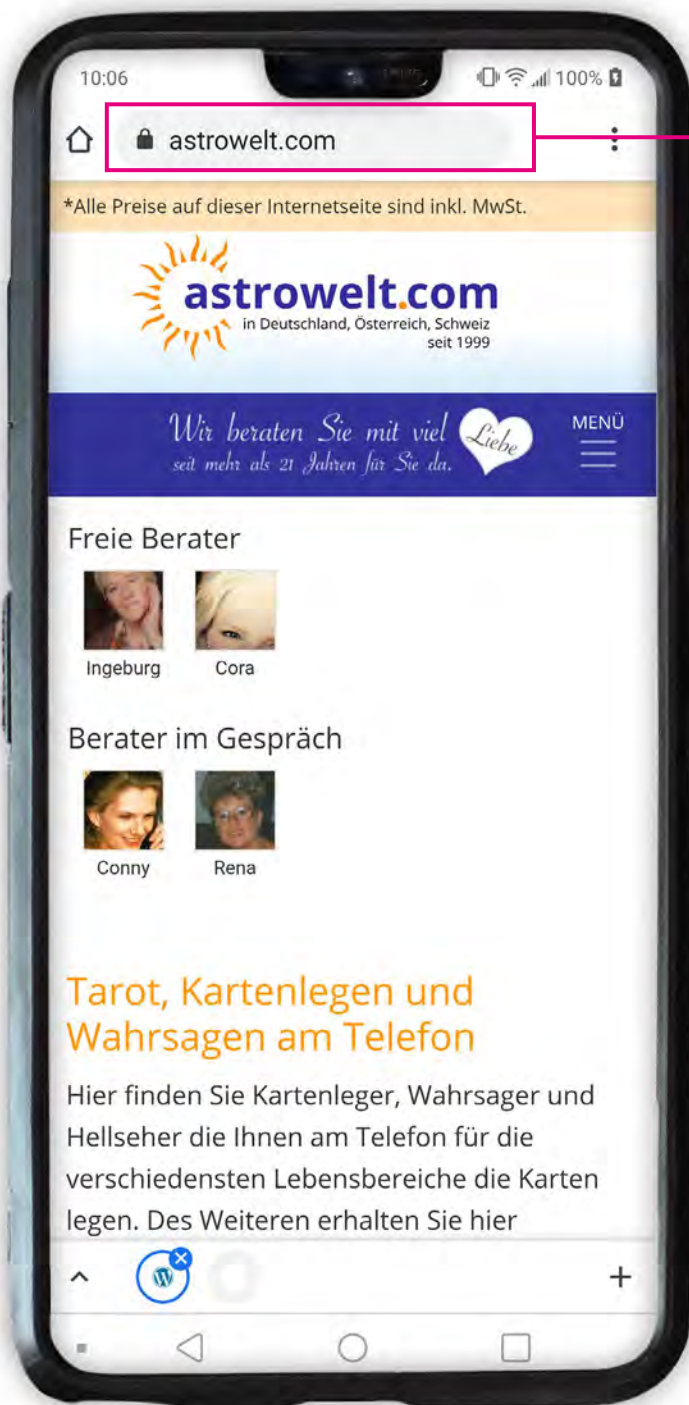 10:06
100%
astrowelt.com
*Alle Preise auf dieser Internetseite sind inkl. MwSt.
astrowelt.com
in Deutschland, Österreich, Schweiz
seit 1999
Wir beraten Sie mit viel Liebe
seit mehr als 21 Jahren für Sie da.
MENÜ
Freie Berater
Ingeburg Cora
Berater im Gespräch
Conny Rena
Tarot, Kartenlegen und
Wahrsagen am Telefon
Hier finden Sie Kartenleger, Wahrsager und
Hellseher die Ihnen am Telefon für die
verschiedensten Lebensbereiche die Karten
legen. Des Weiteren erhalten Sie hier